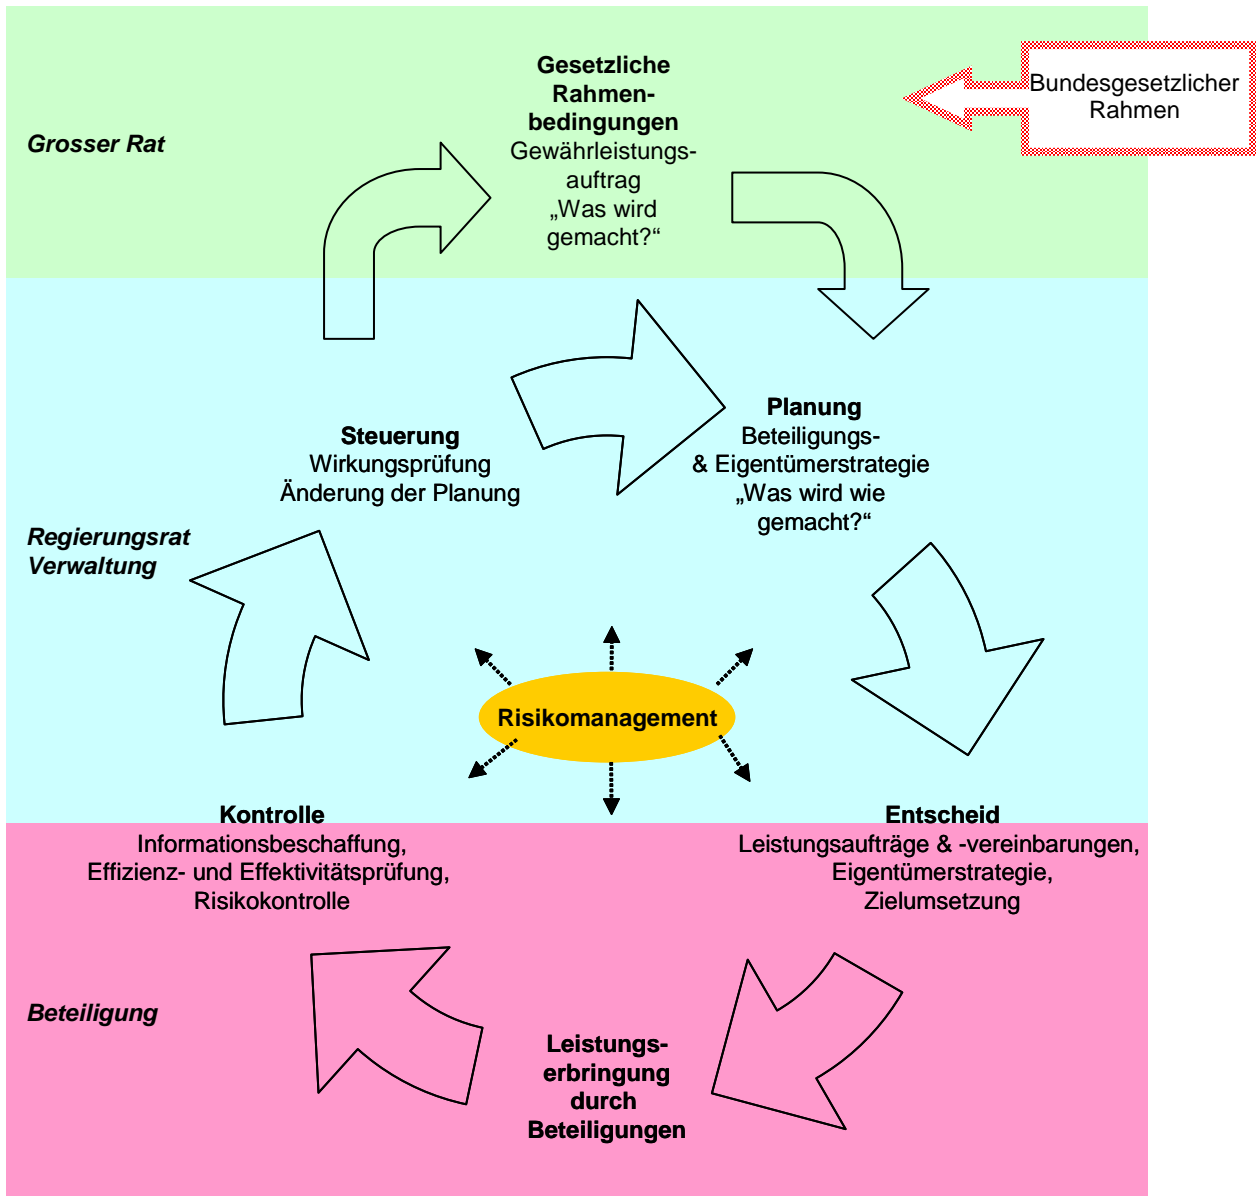 Gesetzliche
Rahmen-
bedingungen
Gewährleistungs-
auftrag
„Was wird
gemacht?“
Bundesgesetzlicher
Rahmen
Grosser Rat
Steuerung
Wirkungsprüfung
Änderung der Planung
Planung
Beteiligungs-
& Eigentümerstrategie
„Was wird wie
gemacht?“
Regierungsrat
Verwaltung
Risikomanagement
Kontrolle
Informationsbeschaffung,
Effizienz- und Effektivitätsprüfung,
Risikokontrolle
Entscheid
Leistungsaufträge & -vereinbarungen,
Eigentümerstrategie,
Zielumsetzung
Beteiligung
Leistungs-
erbringung
durch
Beteiligungen